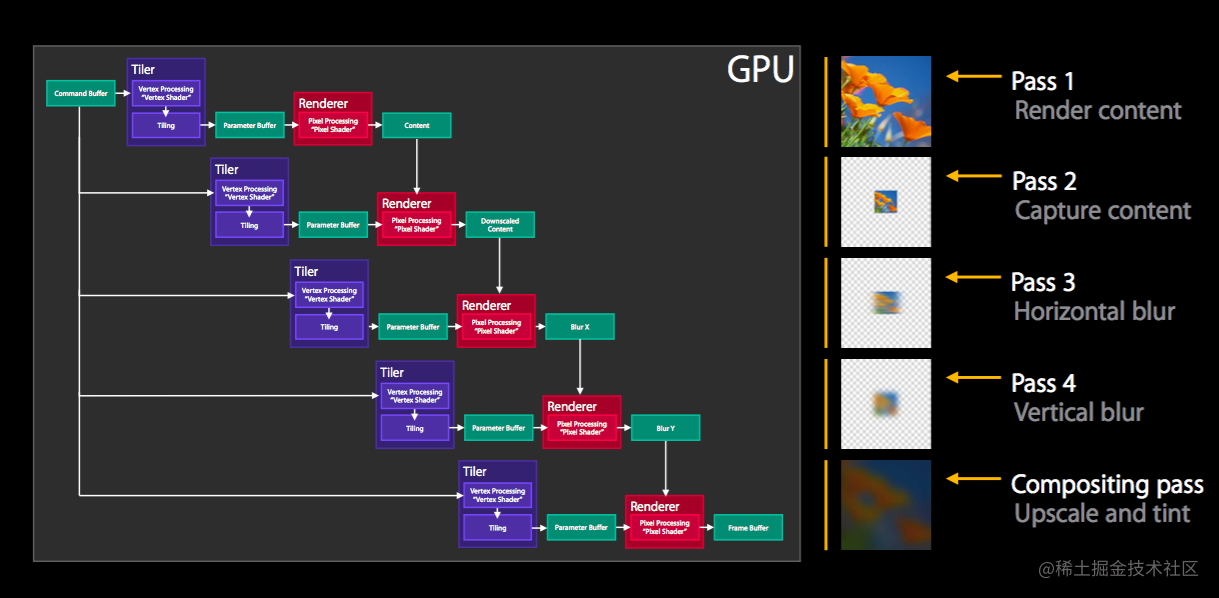 GPU
Command Buffer
Tiler
Vertex Processing
"Vertex Shader"
Tiling
Parameter Buffer
Renderer
Pixel Processing
"Pixel Shader"
Content
Tiler
Vertex Processing
"Vertex Shader"
Tiling
Parameter Buffer
Renderer
Pixel Processing
"Pixel Shader"
Downscaled
Content
Tiler
Vertex Processing
"Vertex Shader"
Tiling
Parameter Buffer
Renderer
Pixel Processing
"Pixel Shader"
Blur X
Tiler
Vertex Processing
"Vertex Shader"
Tiling
Parameter Buffer
Renderer
Pixel Processing
"Pixel Shader"
Blur Y
Tiler
Vertex Processing
"Vertex Shader"
Tiling
Parameter Buffer
Renderer
Pixel Processing
"Pixel Shader"
Frame Buffer
Pass 1
Render content
Pass 2
Capture content
Pass 3
Horizontal blur
Pass 4
Vertical blur
Compositing pass
Upscale and tint
@稀土掘金技术社区